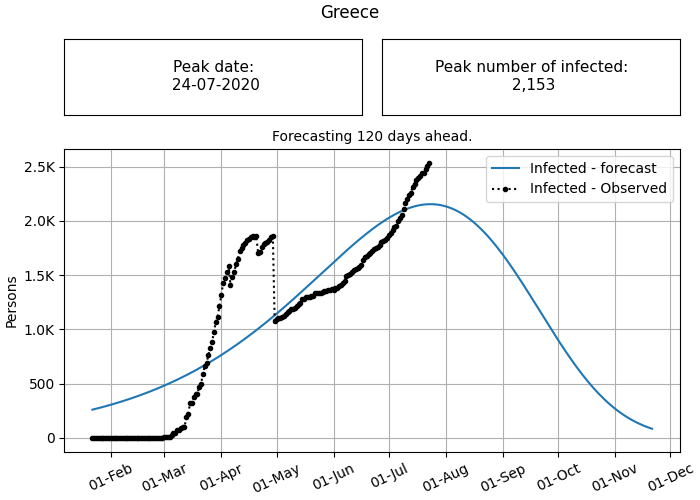 Greece
Peak date:
24-07-2020
Peak number of infected:
2,153
Forecasting 120 days ahead.
Infected - forecast
Infected - Observed
2.5K
2.0K
1.5K
1.0K
500
0
Persons
01-Feb
01-Mar
01-Apr
01-May
01-Jun
01-Jul
01-Aug
01-Sep
01-Oct
01-Nov
01-Dec